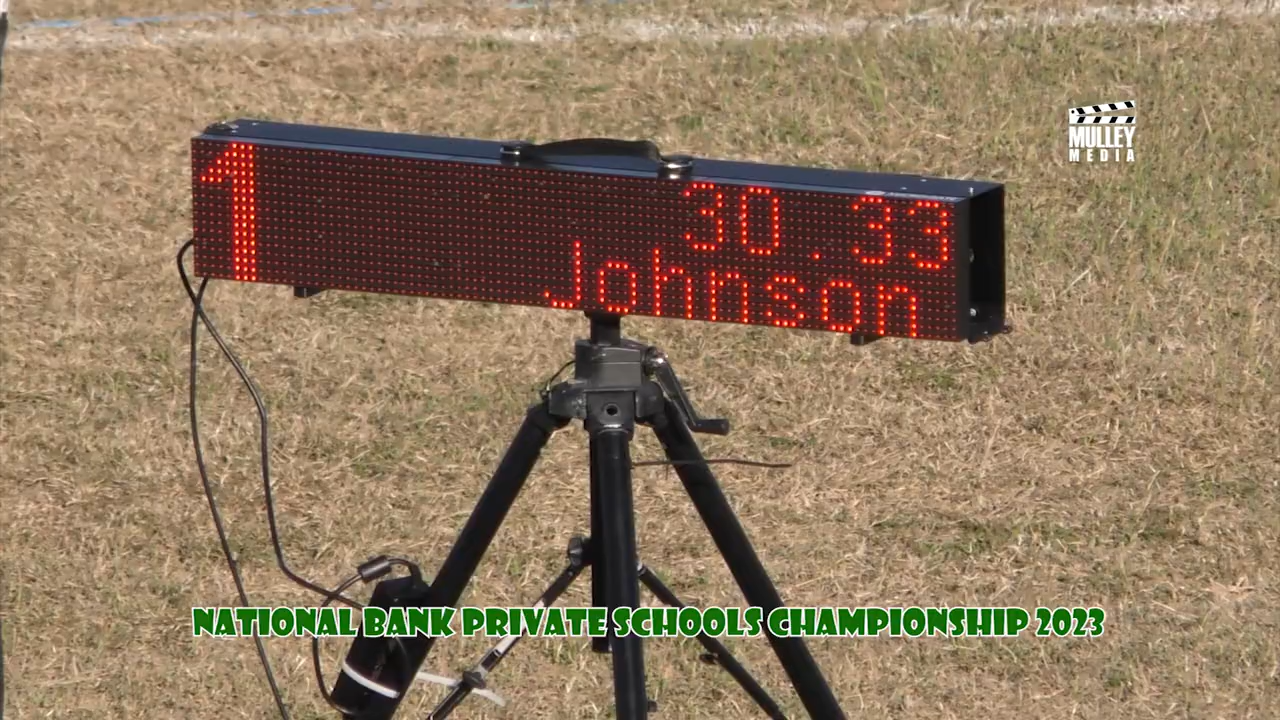 MULLEY
MEDIA
1
30.33
Johnson
NATIONAL BANK PRIVATE SCHOOLS CHAMPIONSHIP 2023